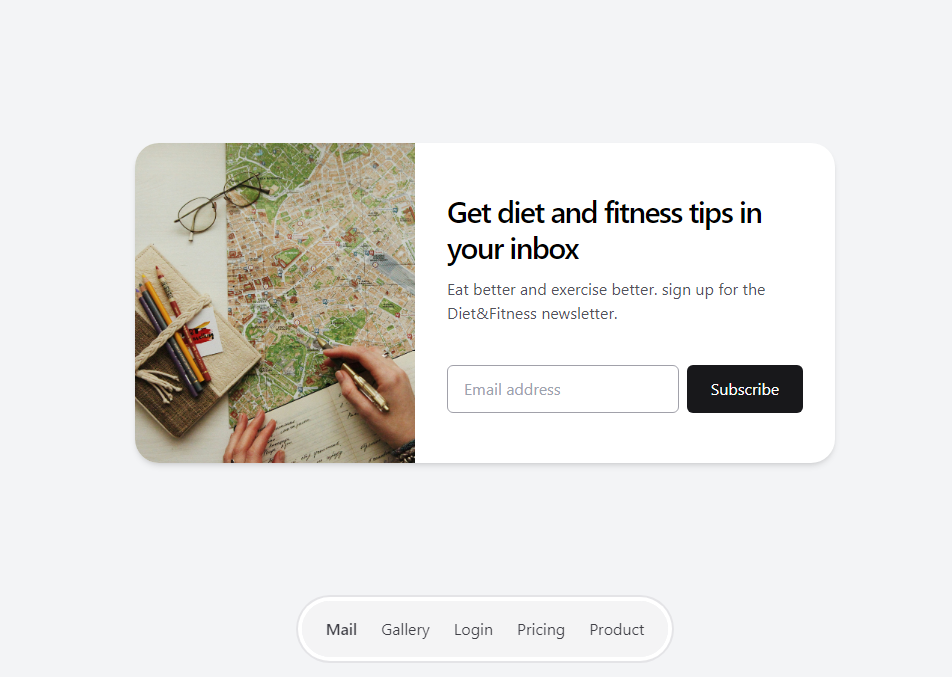 Get diet and fitness tips in
your inbox
Eat better and exercise better. sign up for the
Diet&Fitness newsletter.
Email address
Subscribe
Mail
Gallery
Login
Pricing
Product